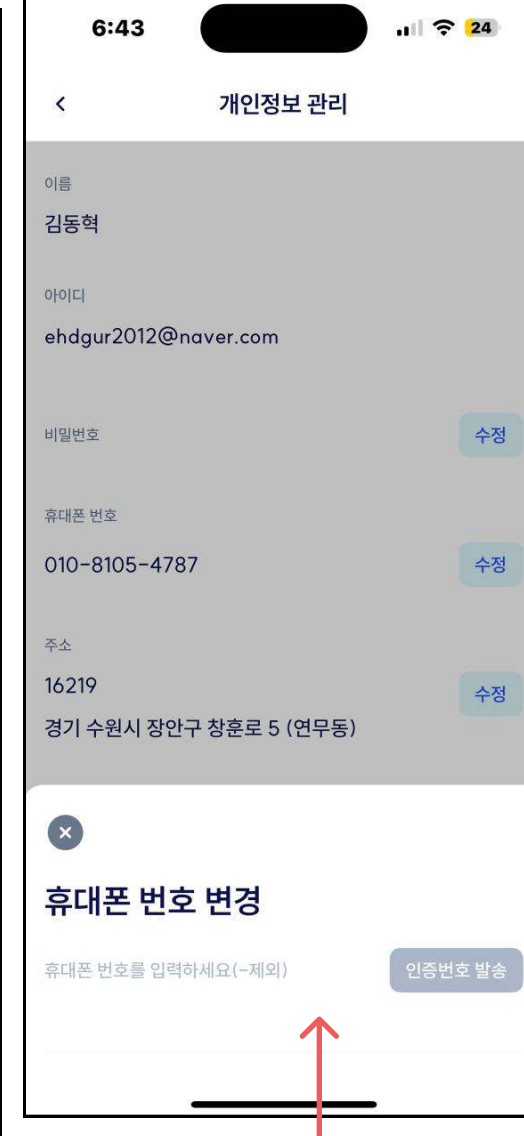 6:43
24
개인정보 관리
이름
김동혁
아이디
ehdgur2012@naver.com
비밀번호
수정
휴대폰 번호
010-8105-4787
수정
주소
16219
수정
경기 수원시 장안구 창훈로 5 (연무동)
휴대폰 번호 변경
휴대폰 번호를 입력하세요(-제외)
인증번호 발송